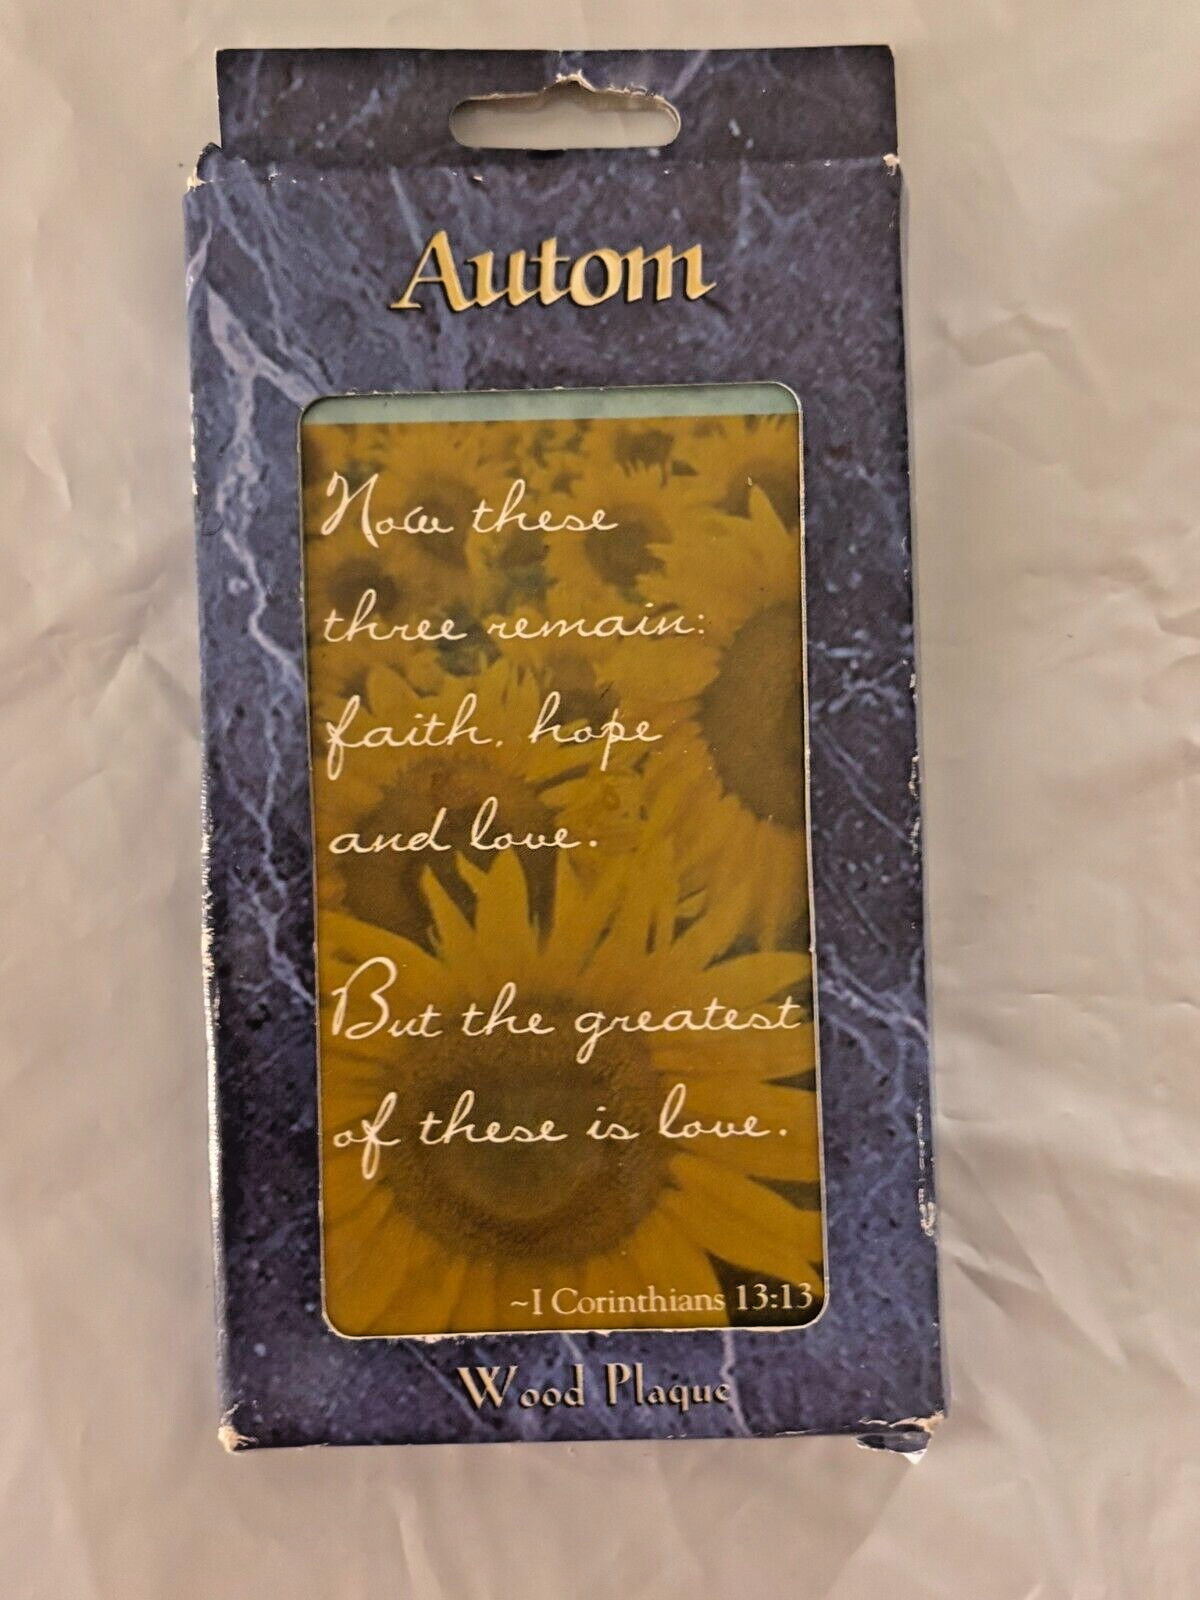 Autom
Now these
three remain:
faith, hope
and love.
But the greatest
of these is love.
~I Corinthians 13:13
Wood Plaque